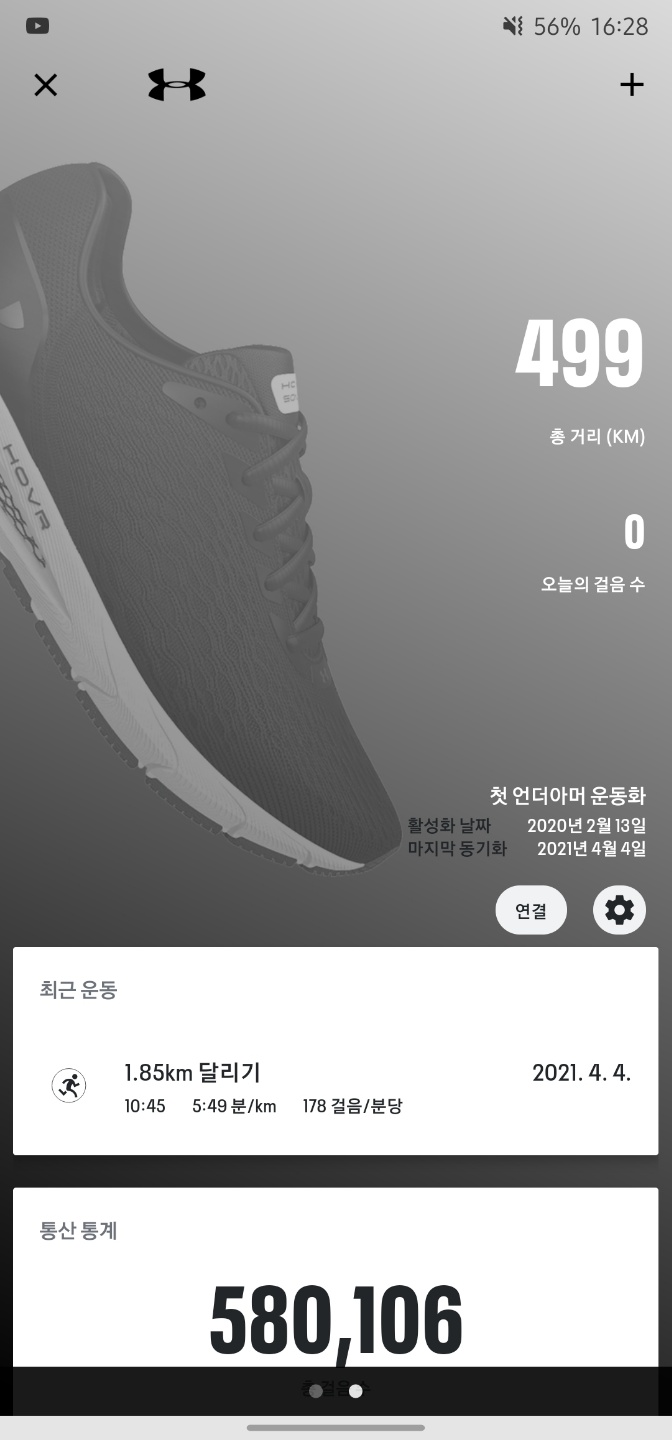 56% 16:28
499
총 거리 (KM)
0
오늘의 걸음 수
HOVR
첫 언더아머 운동화
활성화 날짜 2020년 2월 13일
마지막 동기화 2021년 4월 4일
연결
최근 운동
1.85km 달리기 2021. 4. 4.
10:45 5:49 분/km 178 걸음/분당
통산 통계
580,106
총 걸음 수